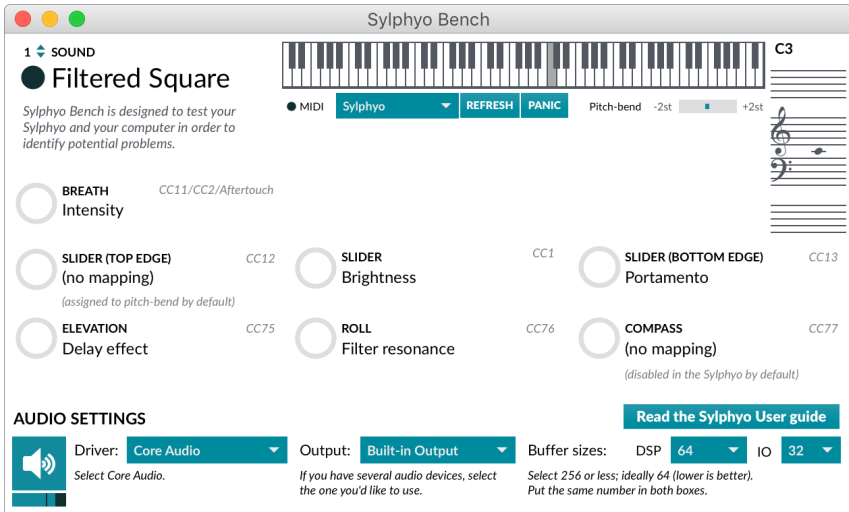 Sylphyo Bench
1 SOUND
Filtered Square
Sylphyo Bench is designed to test your
Sylphyo and your computer in order to
identify potential problems.
C3
MIDI Sylphyo REFRESH PANIC Pitch-bend -2st +2st
BREATH CC11/CC2/Aftertouch
Intensity
SLIDER (TOP EDGE) CC12
(no mapping)
(assigned to pitch-bend by default)
SLIDER CC1
Brightness
SLIDER (BOTTOM EDGE) CC13
Portamento
ELEVATION CC75
Delay effect
ROLL CC76
Filter resonance
COMPASS CC77
(no mapping)
(disabled in the Sylphyo by default)
AUDIO SETTINGS
Read the Sylphyo User guide
Driver: Core Audio
Select Core Audio.
Output: Built-in Output
If you have several audio devices, select
the one you'd like to use.
Buffer sizes: DSP 64 IO 32
Select 256 or less; ideally 64 (lower is better).
Put the same number in both boxes.